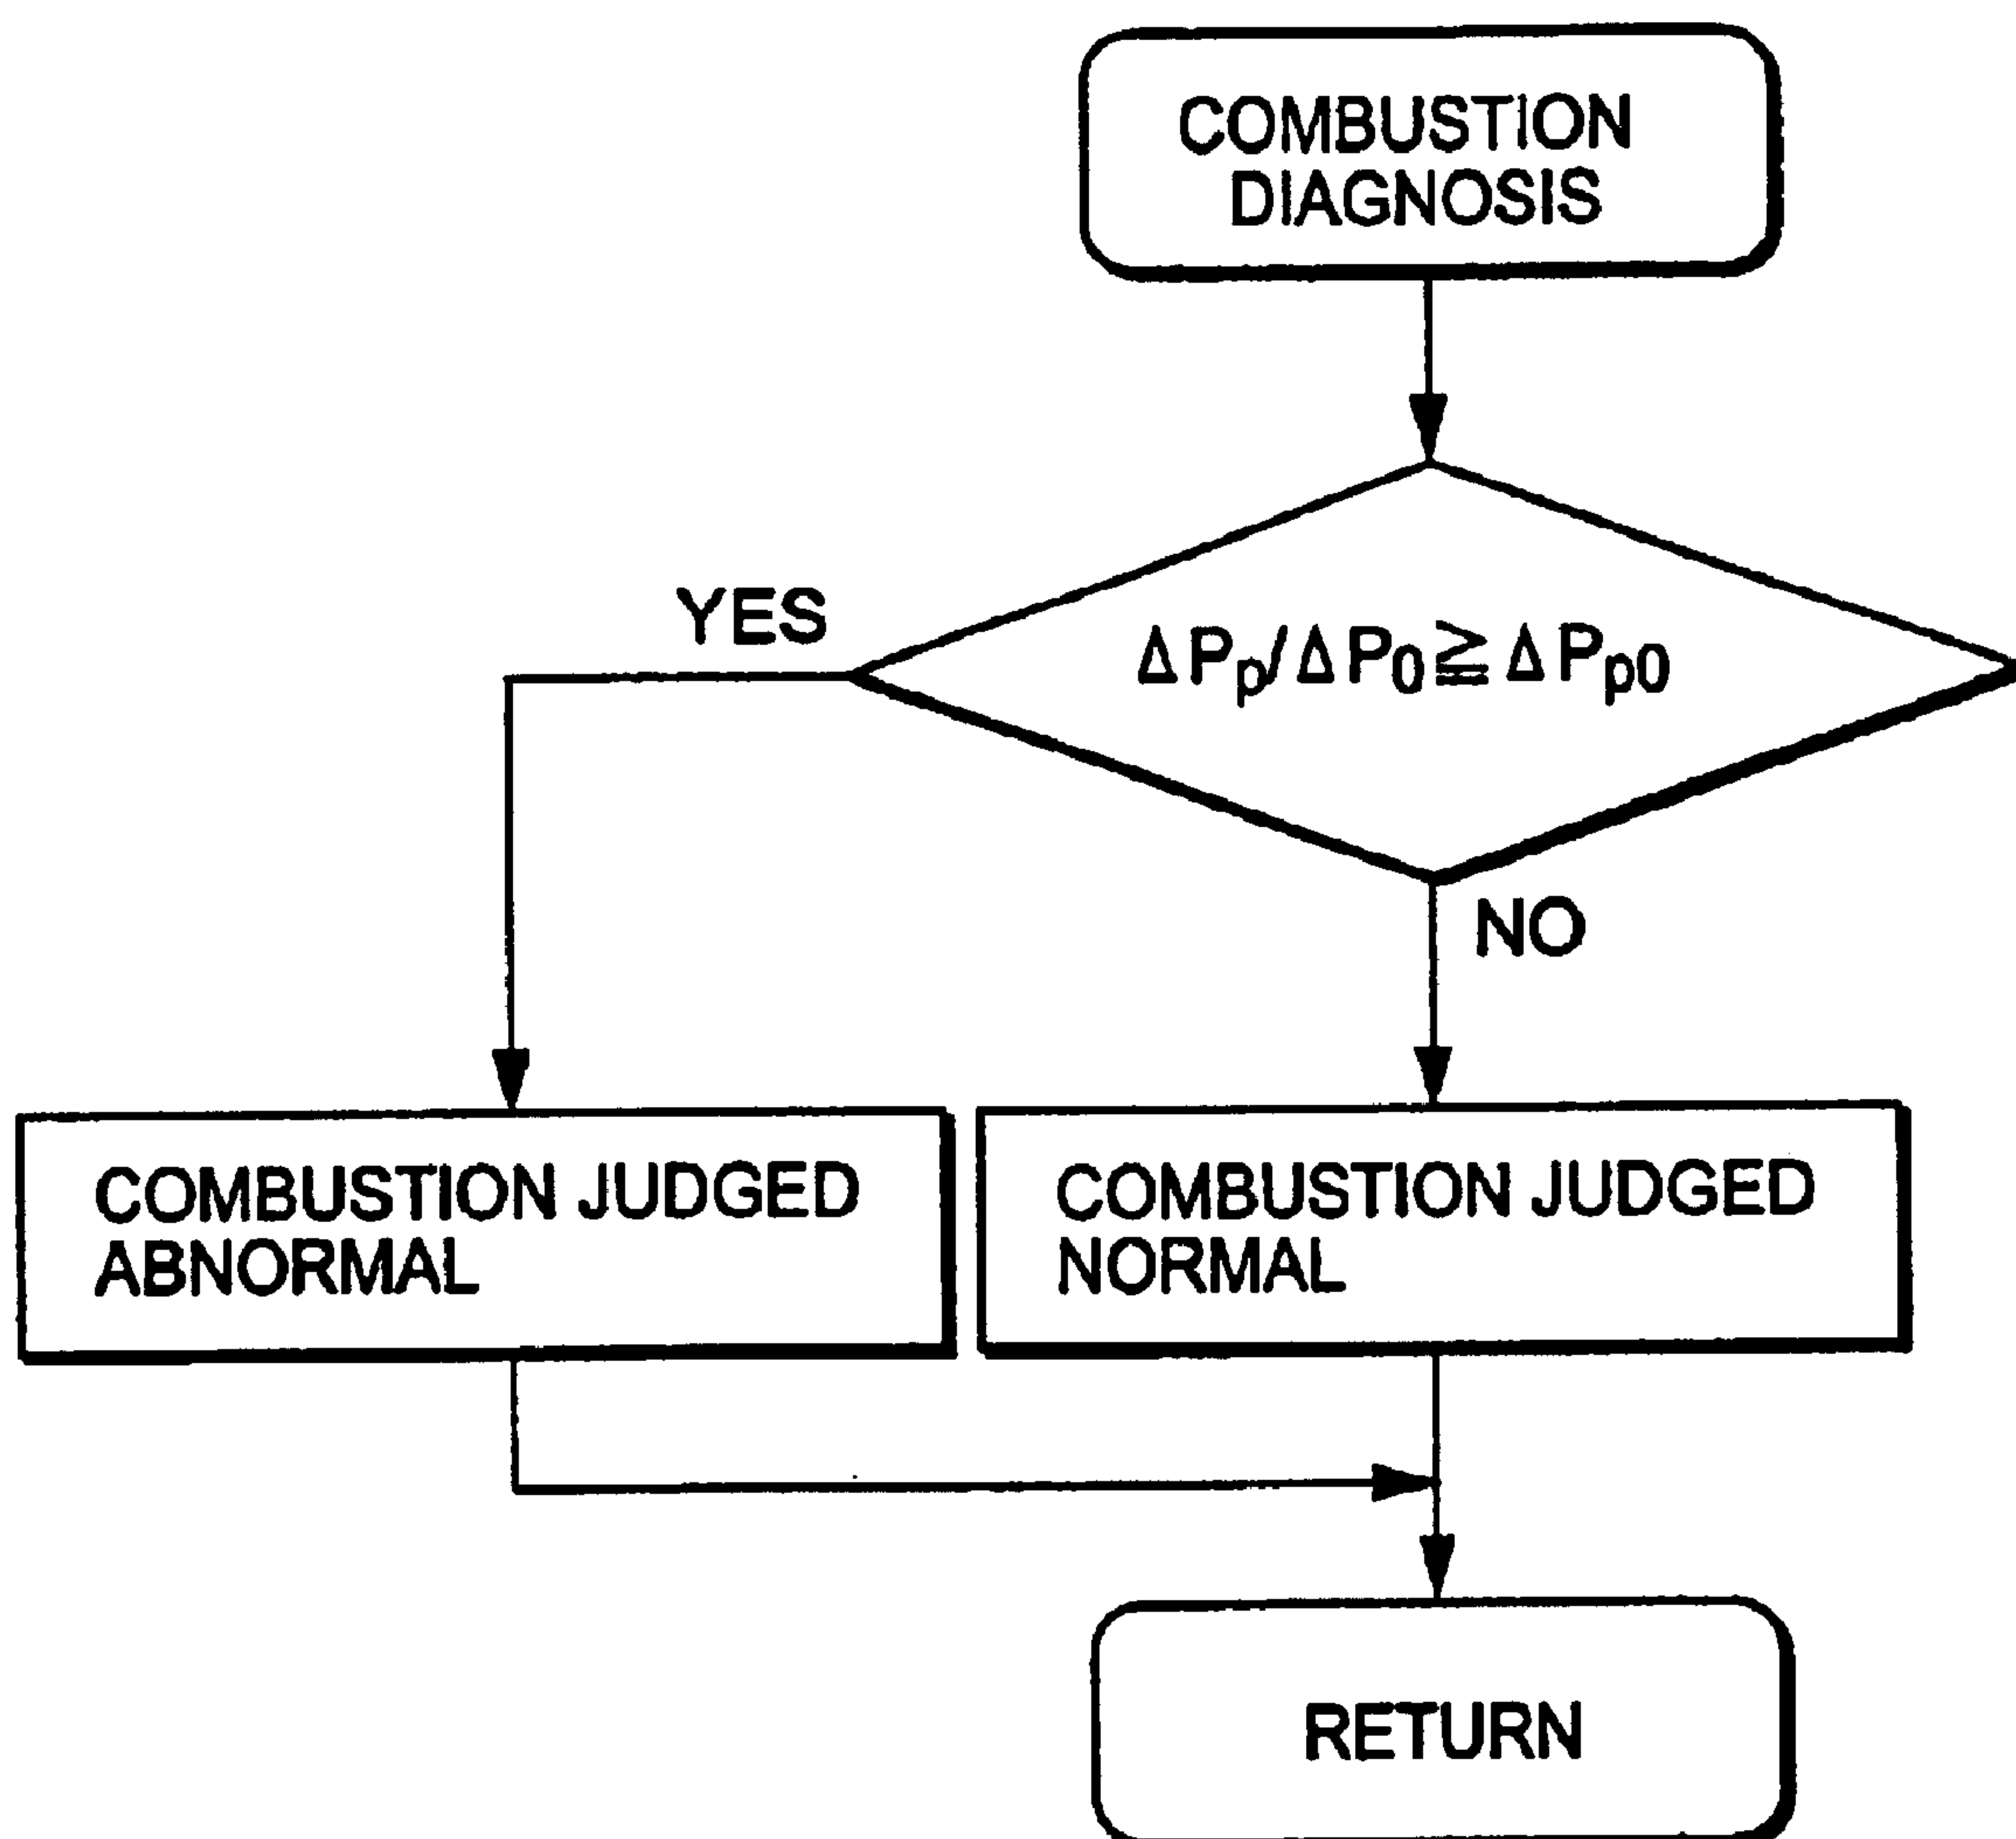 COMBUSTION
DIAGNOSIS
YES
ΔPp/ΔP0≧ΔPp0
NO
COMBUSTION JUDGED
ABNORMAL
COMBUSTION JUDGED
NORMAL
RETURN